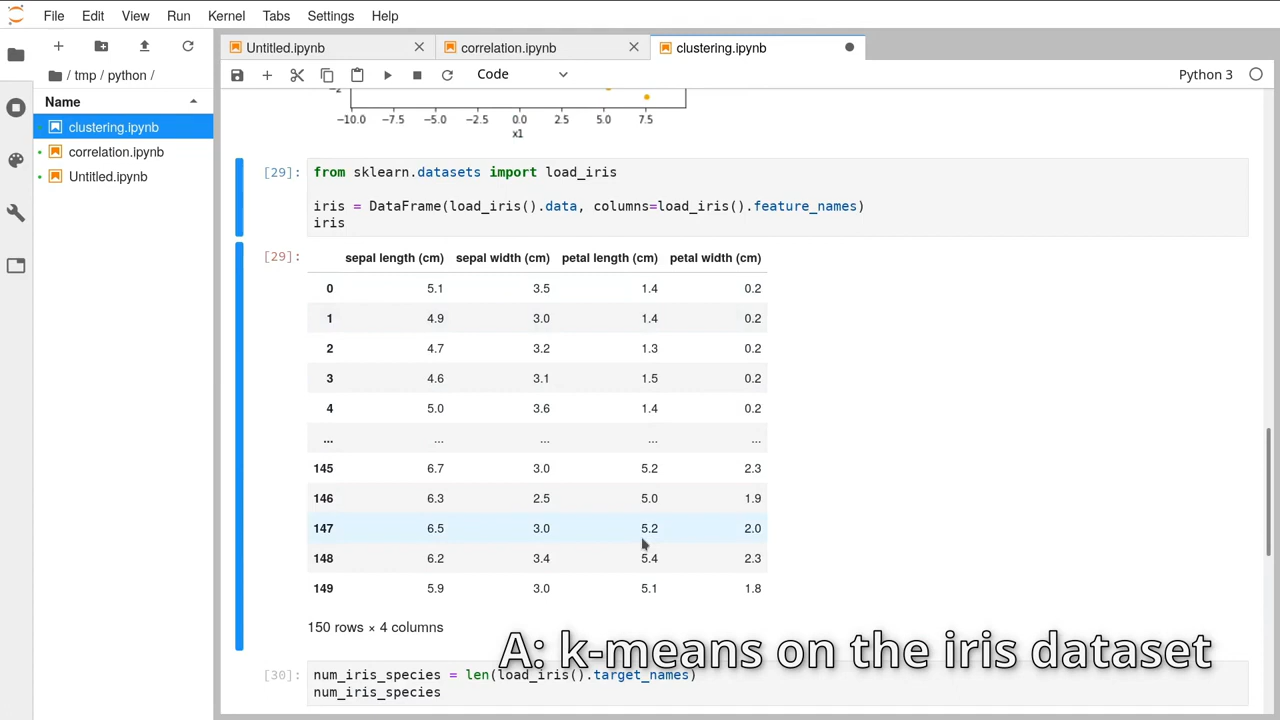 File Edit View Run Kernel Tabs Settings Help
Untitled.ipynb correlation.ipynb clustering.ipynb
/ tmp / python /
Code Python 3
Name
clustering.ipynb
correlation.ipynb
Untitled.ipynb
−2
−10.0 −7.5 −5.0 −2.5 0.0 2.5 5.0 7.5
x1
[29]: from sklearn.datasets import load_iris
iris = DataFrame(load_iris().data, columns=load_iris().feature_names)
iris
[29]: sepal length (cm) sepal width (cm) petal length (cm) petal width (cm)
0 5.1 3.5 1.4 0.2
1 4.9 3.0 1.4 0.2
2 4.7 3.2 1.3 0.2
3 4.6 3.1 1.5 0.2
4 5.0 3.6 1.4 0.2
... ... ... ... ...
145 6.7 3.0 5.2 2.3
146 6.3 2.5 5.0 1.9
147 6.5 3.0 5.2 2.0
148 6.2 3.4 5.4 2.3
149 5.9 3.0 5.1 1.8
150 rows × 4 columns
A: k-means on the iris dataset
[30]: num_iris_species = len(load_iris().target_names)
num_iris_species